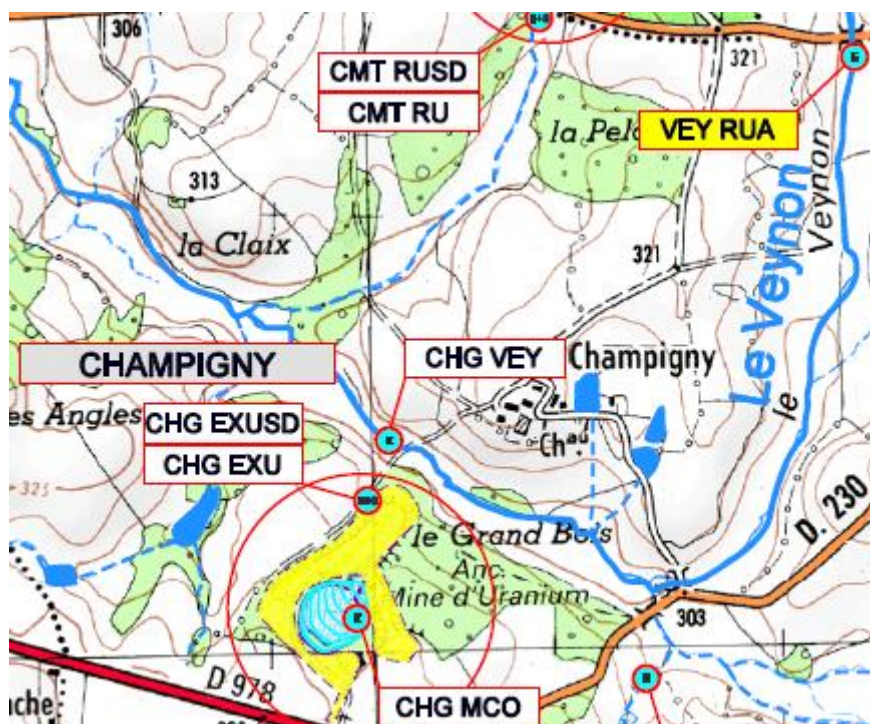 306
CMT RUSD
CMT RU
321
VEY RUA
la Pel
313
Veynon
la Claix
321
Le Veynon
le
CHAMPIGNY
CHG VEY
Champigny
es Angles
CHG EXUSD
Chau
CHG EXU
325
D. 230
le Grand Bois
Anc.
Mine d'Uranium
303
D 978
ache
CHG MCO